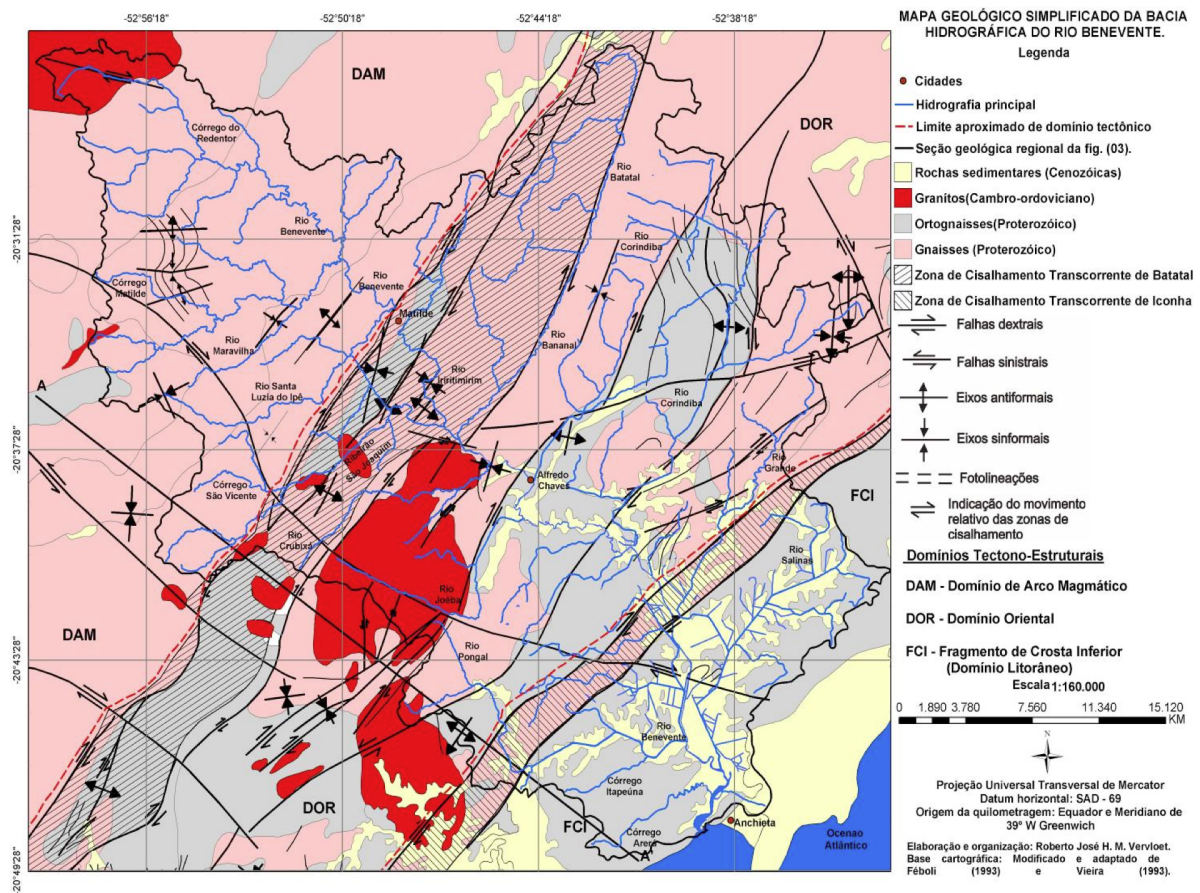 -52°56'18"
-52°50'18"
-52°44'18"
-52°38'18"
MAPA GEOLÓGICO SIMPLIFICADO DA BACIA
HIDROGRÁFICA DO RIO BENEVENTE.
Legenda
Cidades
Hidrografia principal
Limite aproximado de domínio tectônico
Seção geológica regional da fig. (03).
Rochas sedimentares (Cenozóicas)
Granitos(Cambro-ordoviciano)
Ortognaisses(Proterozóico)
Gnaisses (Proterozóico)
Zona de Cisalhamento Transcorrente de Batatal
Zona de Cisalhamento Transcorrente de Iconha
Falhas dextrais
Falhas sinistrais
Eixos antiformais
Eixos sinformais
Fotolineações
Indicação do movimento
relativo das zonas de
cisalhamento
Domínios Tectono-Estruturais
DAM - Domínio de Arco Magmático
DOR - Domínio Oriental
FCI - Fragmento de Crosta Inferior
(Domínio Litorâneo)
Escala 1:160.000
0 1.890 3.780 7.560 11.340 15.120
KM
N
Projeção Universal Transversal de Mercator
Datum horizontal: SAD - 69
Origem da quilometragem: Equador e Meridiano de
39º W Greenwich
Elaboração e organização: Roberto José H. M. Vervloet.
Base cartográfica: Modificado e adaptado de
Féboli (1993) e Vieira (1993).
-20°31'28"
-20°37'28"
-20°43'28"
-20°49'28"
DAM
DOR
Córrego do
Redentor
Rio
Batatal
Rio
Benevente
Rio
Corindiba
Rio
Benevente
Córrego
Matilde
Matilde
Rio
Maravilha
Rio
Bananal
Rio
Iriritimirim
A
Rio Santa
Luzia do Ipê
Rio
Corindiba
Ribeirão
São Joaquim
Rio
Grande
Córrego
São Vicente
Alfredo
Chaves
FCI
Rio
Crubixá
Rio
Salinas
Rio
Joéba
DAM
Rio
Pongal
Rio
Benevente
Córrego
Itapeúna
DOR
FCI
Córrego
Arerá
A'
Anchieta
Ocenao
Atlântico